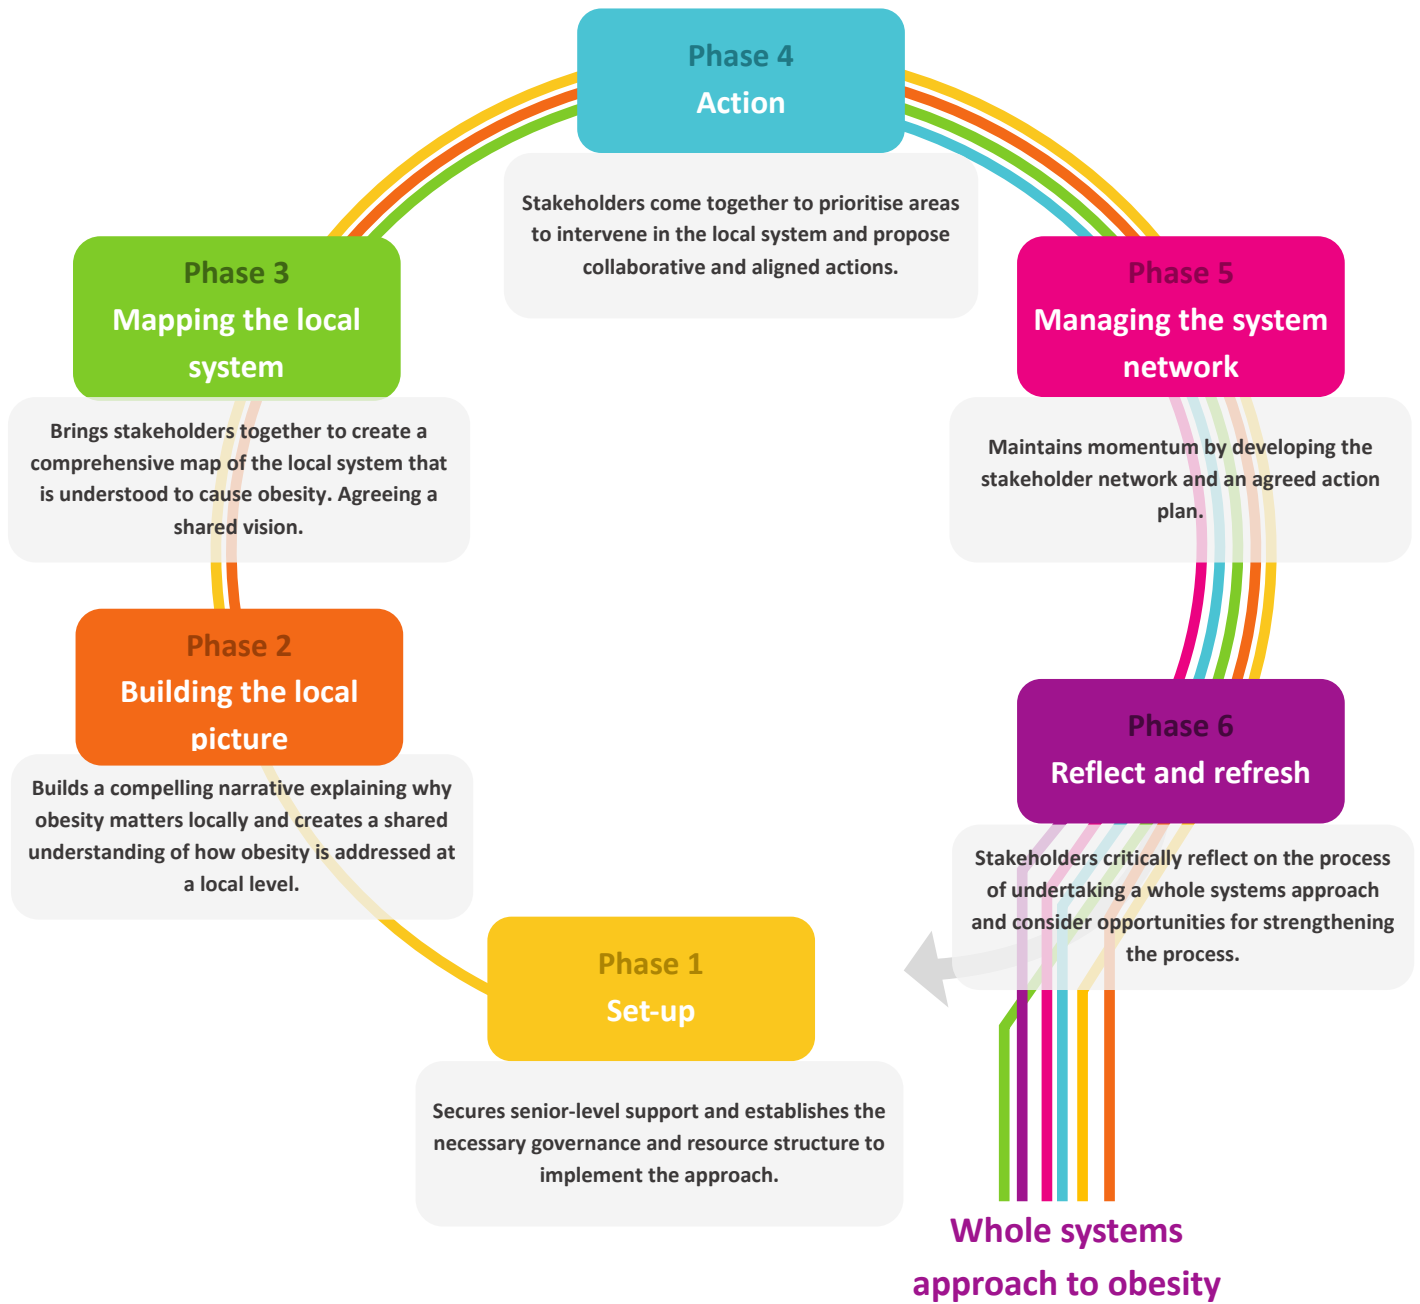 Phase 4
Action
Stakeholders come together to prioritise areas
to intervene in the local system and propose
collaborative and aligned actions.
Phase 3
Mapping the local
system
Brings stakeholders together to create a
comprehensive map of the local system that
is understood to cause obesity. Agreeing a
shared vision.
Phase 5
Managing the system
network
Maintains momentum by developing the
stakeholder network and an agreed action
plan.
Phase 2
Building the local
picture
Builds a compelling narrative explaining why
obesity matters locally and creates a shared
understanding of how obesity is addressed at
a local level.
Phase 6
Reflect and refresh
Stakeholders critically reflect on the process
of undertaking a whole systems approach
and consider opportunities for strengthening
the process.
Phase 1
Set-up
Secures senior-level support and establishes the
necessary governance and resource structure to
implement the approach.
Whole systems
approach to obesity